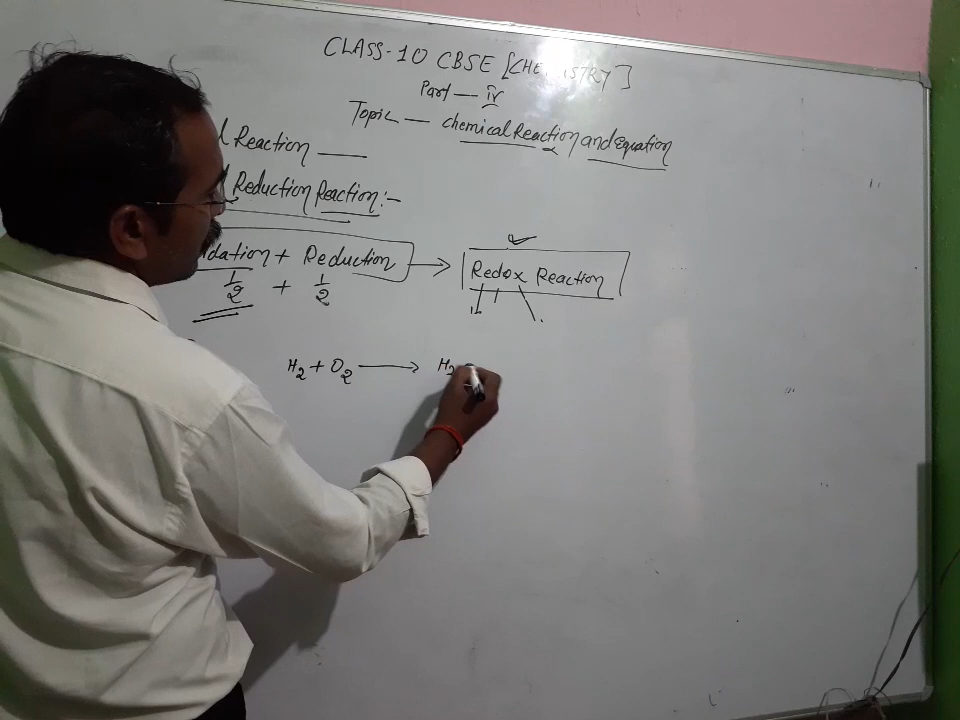 CLASS-10 CBSE [CHEMISTRY]
Part — iv
Topic — chemical Reaction and Equation
Reaction —
Reduction Reaction :-
dation + Reduction → Redox Reaction
1/2 + 1/2
H2 + O2 → H2